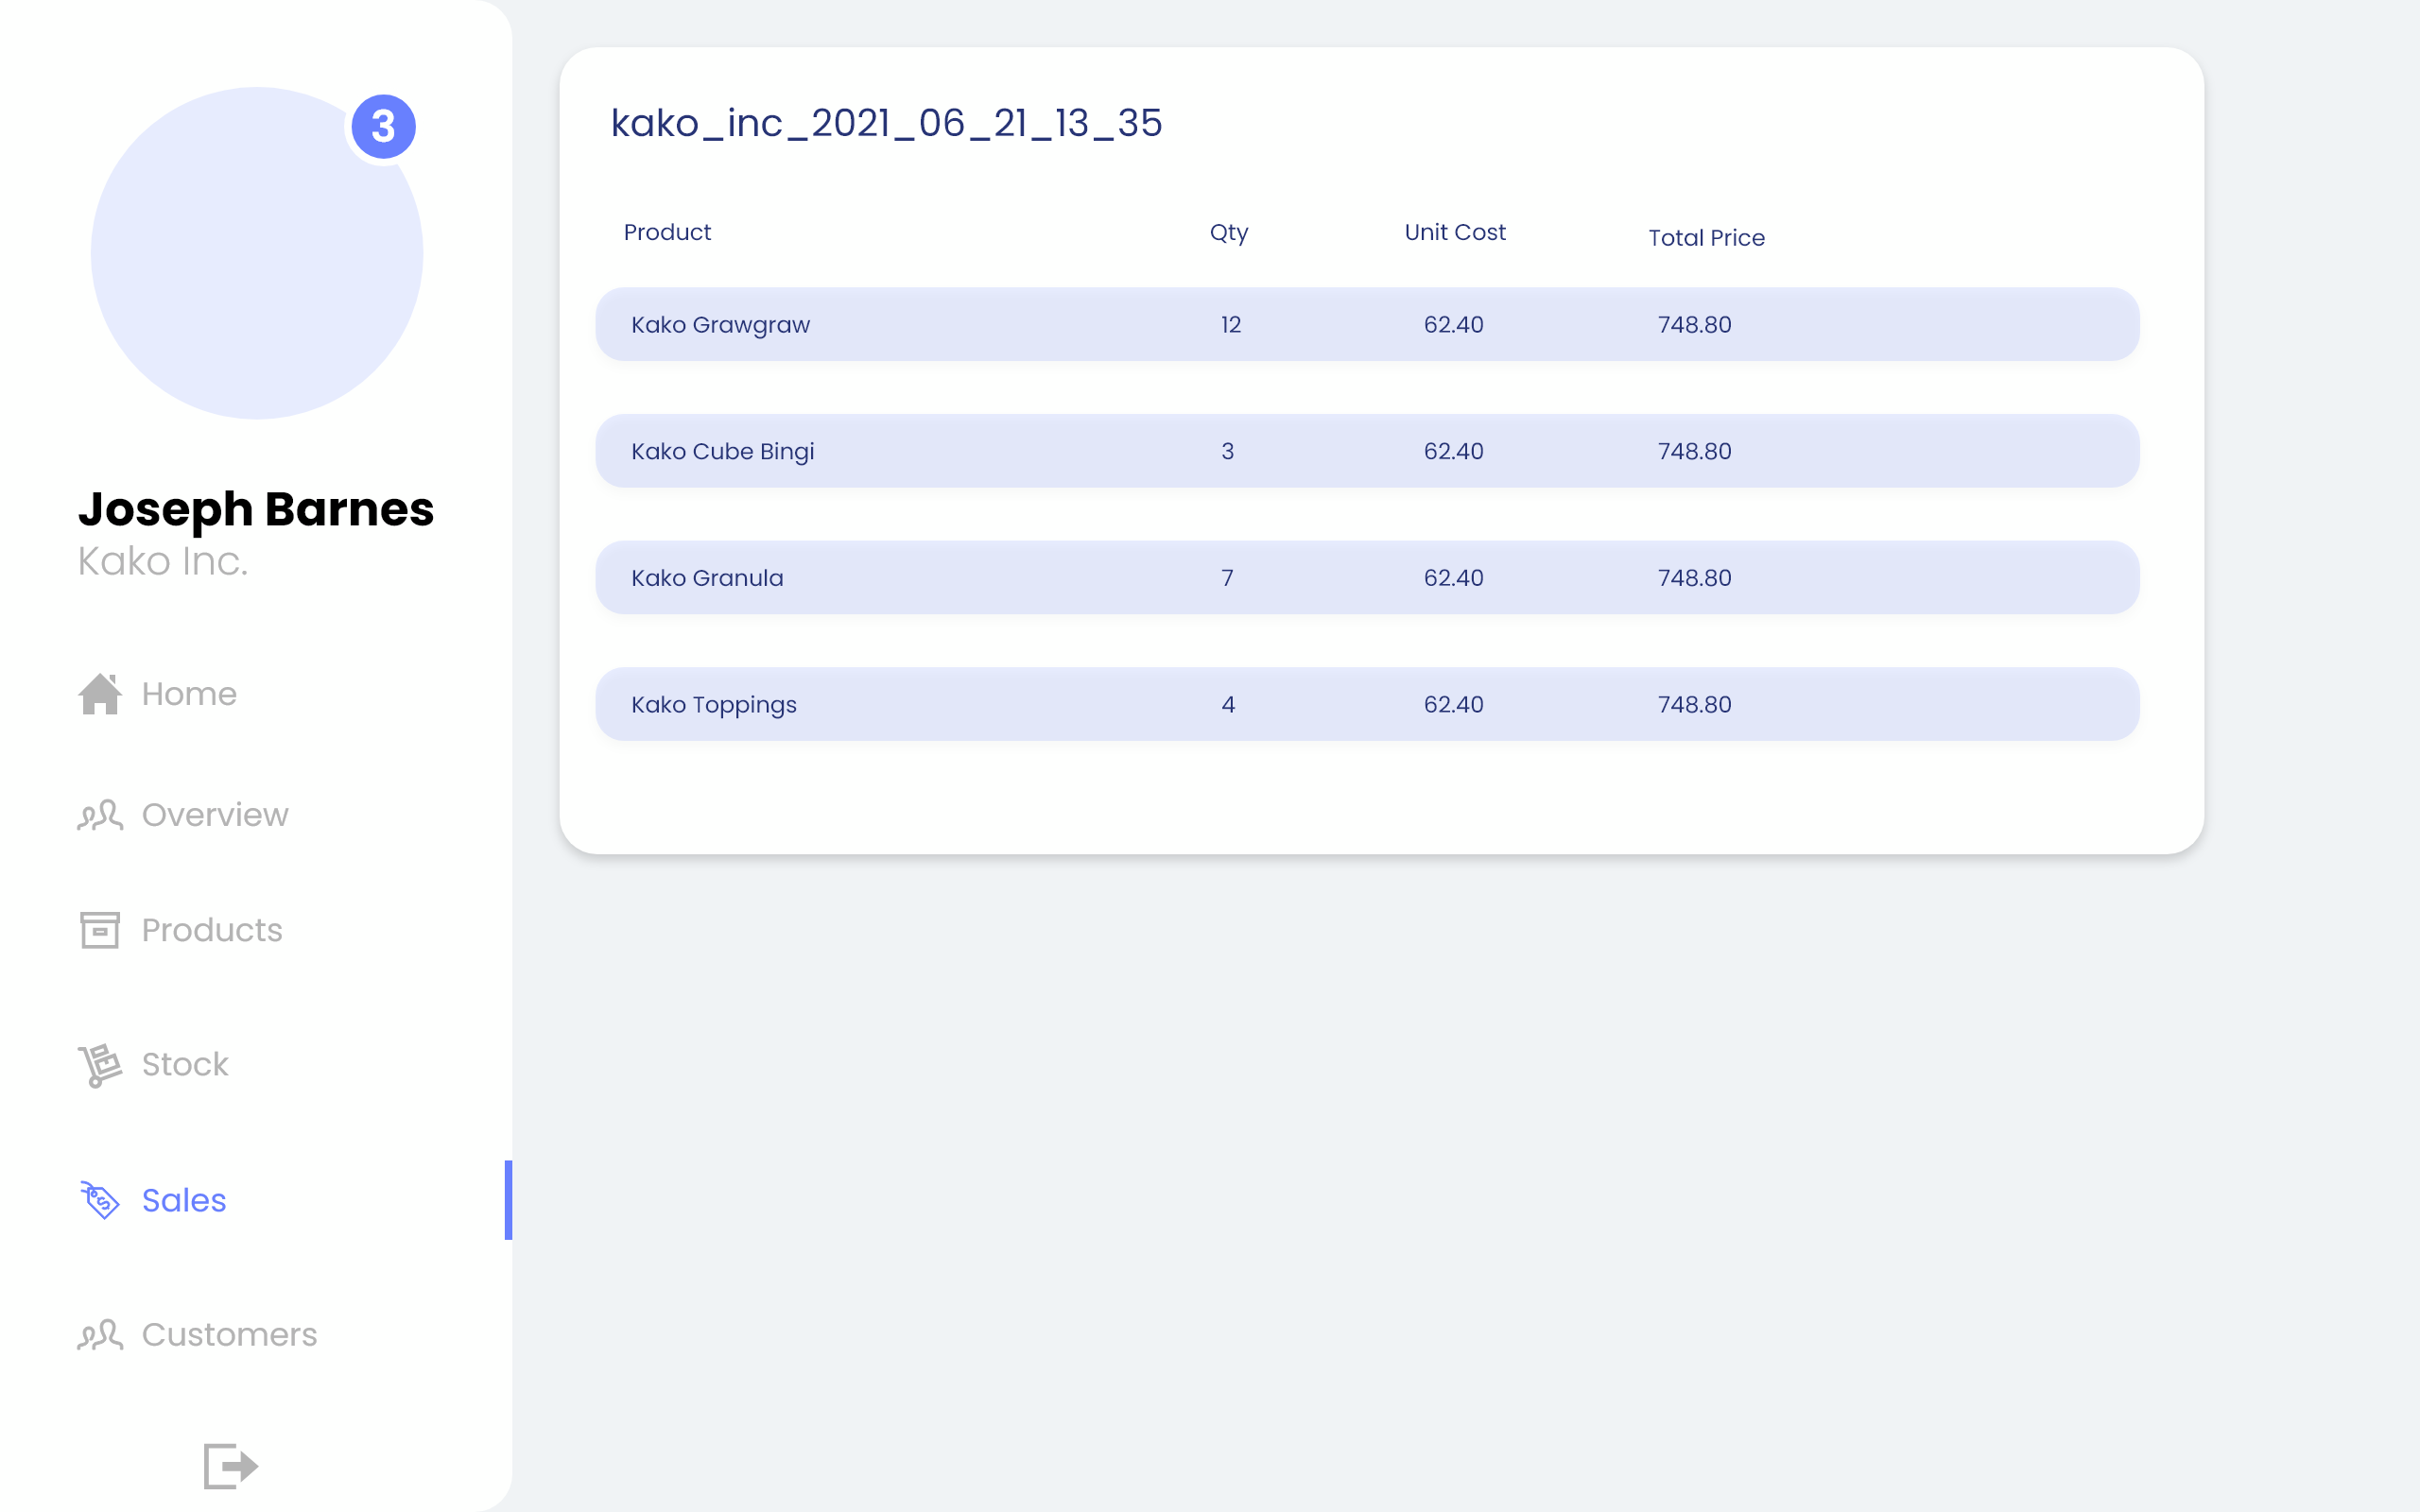 3
Joseph Barnes
Kako Inc.
Home
Overview
Products
Stock
Sales
Customers
kako_inc_2021_06_21_13_35
Product Qty Unit Cost Total Price
Kako Grawgraw 12 62.40 748.80
Kako Cube Bingi 3 62.40 748.80
Kako Granula 7 62.40 748.80
Kako Toppings 4 62.40 748.80